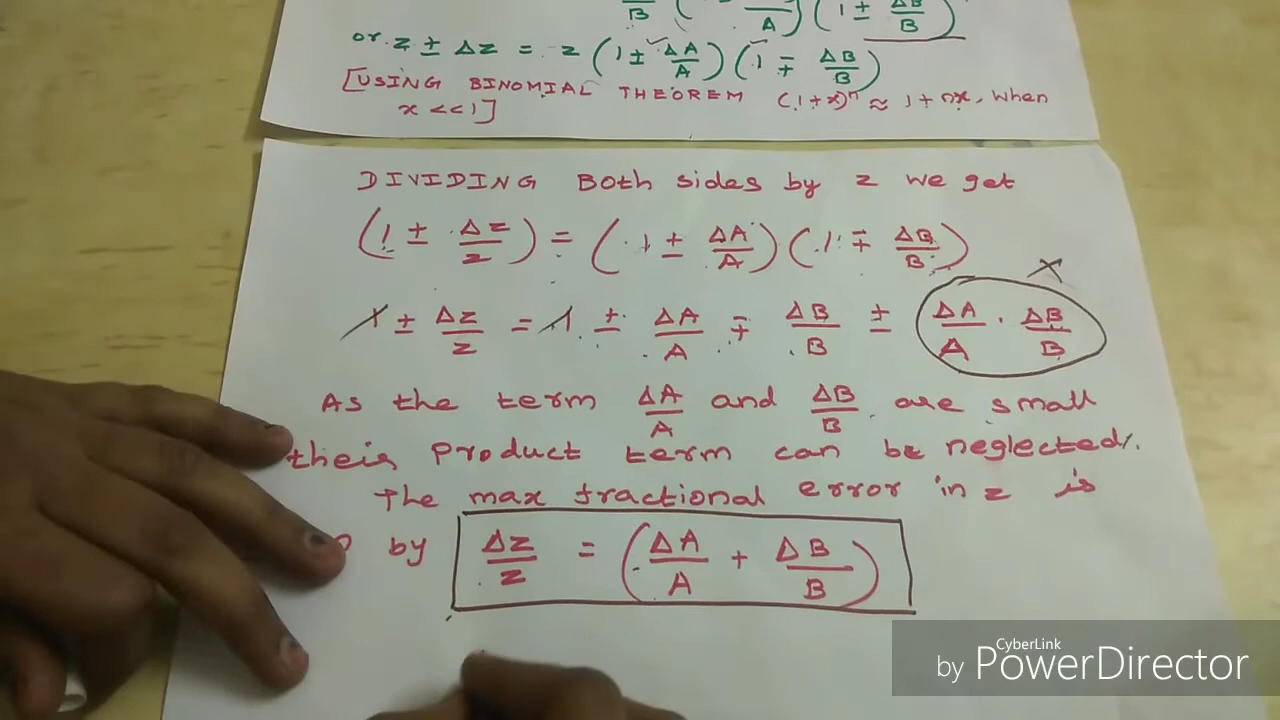 B ( A ) ( 1 ± ΔB/B )
or z ± Δz = z (1 ± ΔA/A) (1 ∓ ΔB/B)
[USING BINOMIAL THEOREM (1+x)ⁿ ≈ 1 + nx, when
x <<1]
DIVIDING Both sides by z we get
(1 ± Δz/z) = (1 ± ΔA/A) (1 ∓ ΔB/B)
1 ± Δz/z = 1 ± ΔA/A ∓ ΔB/B ± ΔA/A . ΔB/B X
As the term ΔA/A and ΔB/B are small
their product term can be neglected.
The max fractional error in z is
by Δz/z = (ΔA/A + ΔB/B)
CyberLink
by PowerDirector